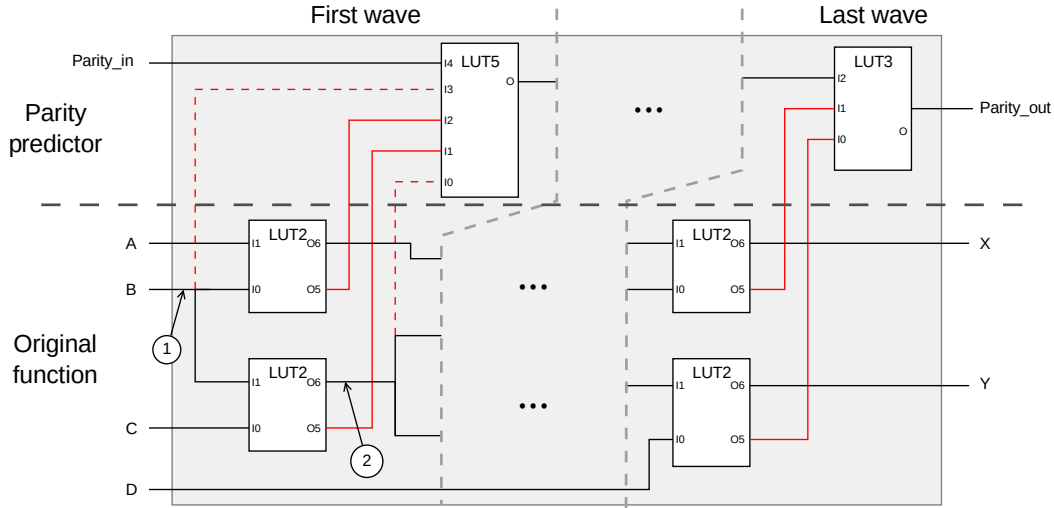 First wave
Last wave
Parity_in
LUT5
I4
I3
I2
I1
I0
O
•••
LUT3
I2
I1
I0
O
Parity_out
Parity
predictor
A
B
LUT2
I1
I0
O6
O5
•••
LUT2
I1
I0
O6
O5
X
1
Original
function
C
LUT2
I1
I0
O6
O5
2
•••
LUT2
I1
I0
O6
O5
Y
D